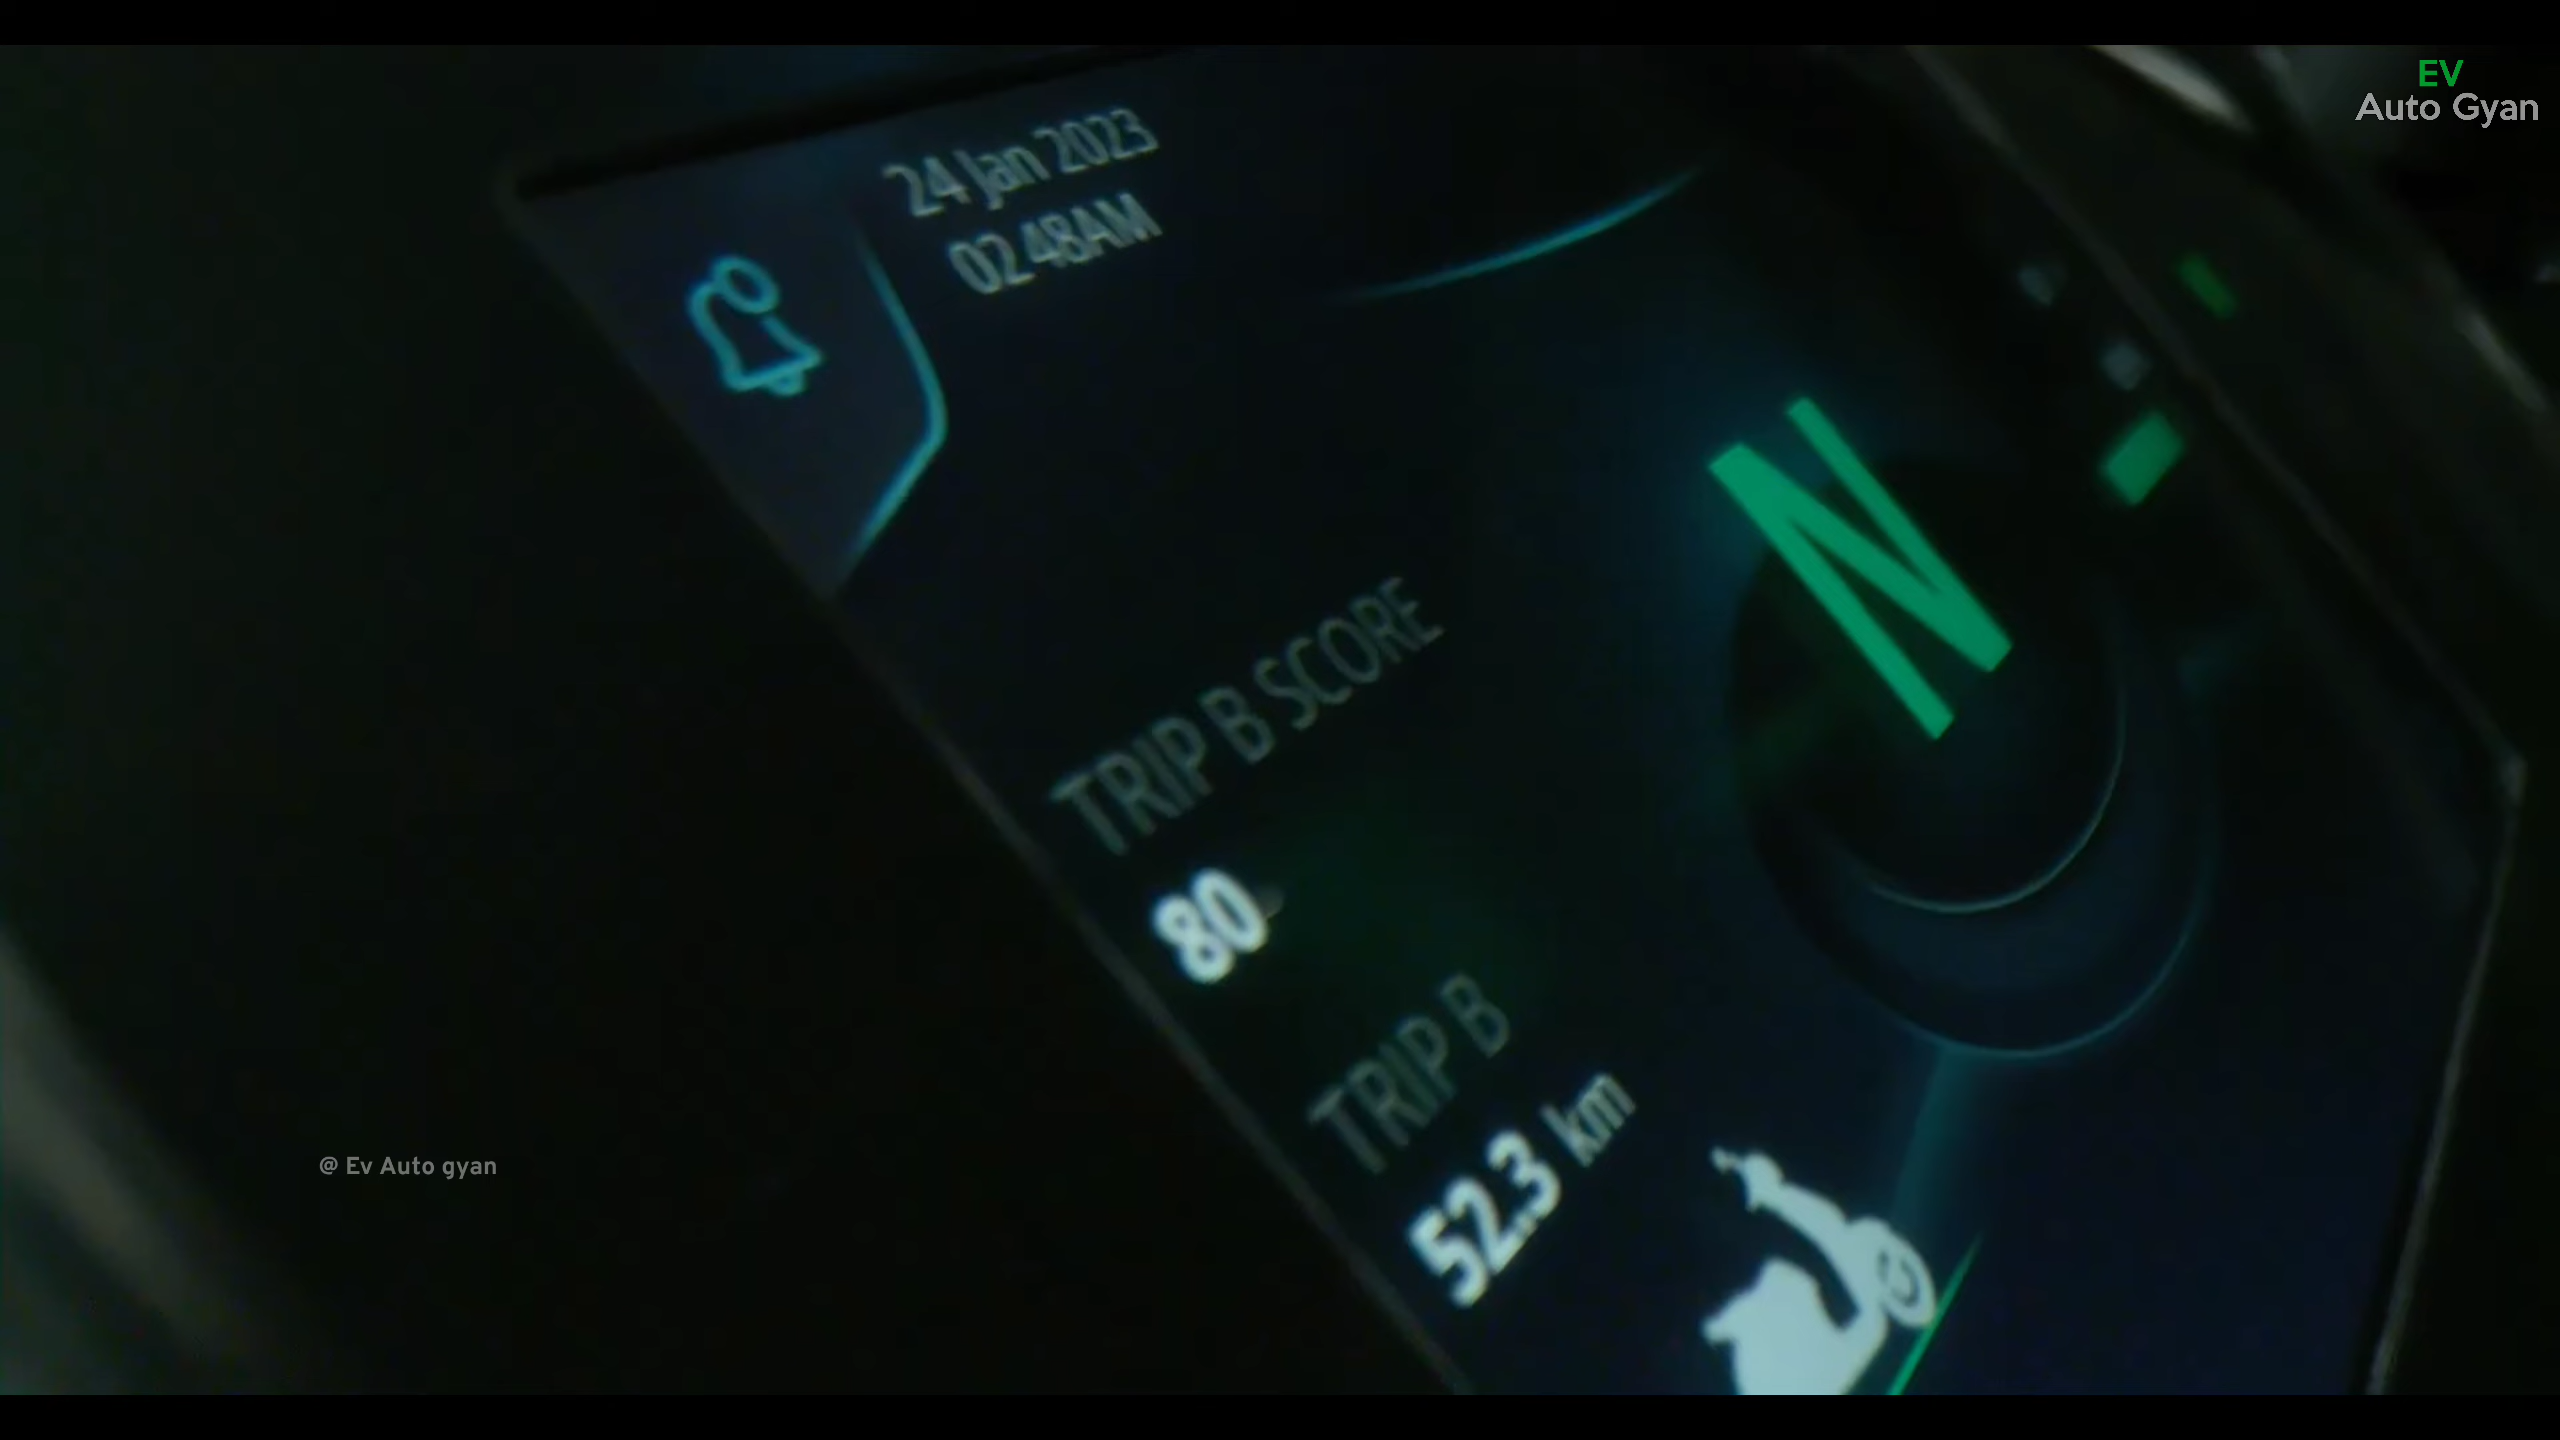 EV
Auto Gyan
24 Jan 2023
02:48AM
N
TRIP B SCORE
80
TRIP B
52.3 km
@ Ev Auto gyan